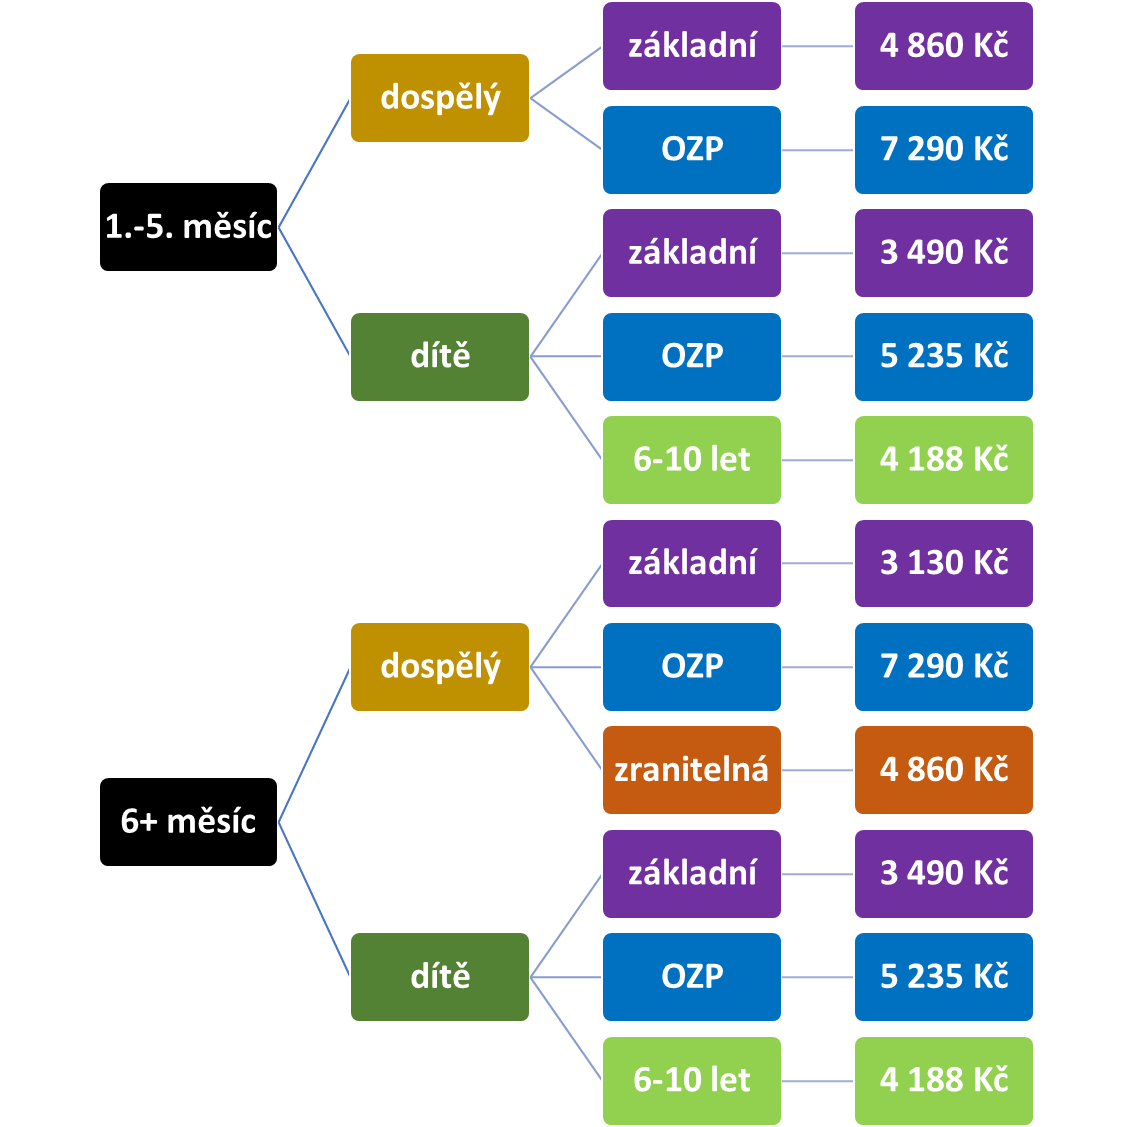 1.-5. měsíc
dospělý
základní
4 860 Kč
OZP
7 290 Kč
dítě
základní
3 490 Kč
OZP
5 235 Kč
6-10 let
4 188 Kč
6+ měsíc
dospělý
základní
3 130 Kč
OZP
7 290 Kč
zranitelná
4 860 Kč
dítě
základní
3 490 Kč
OZP
5 235 Kč
6-10 let
4 188 Kč